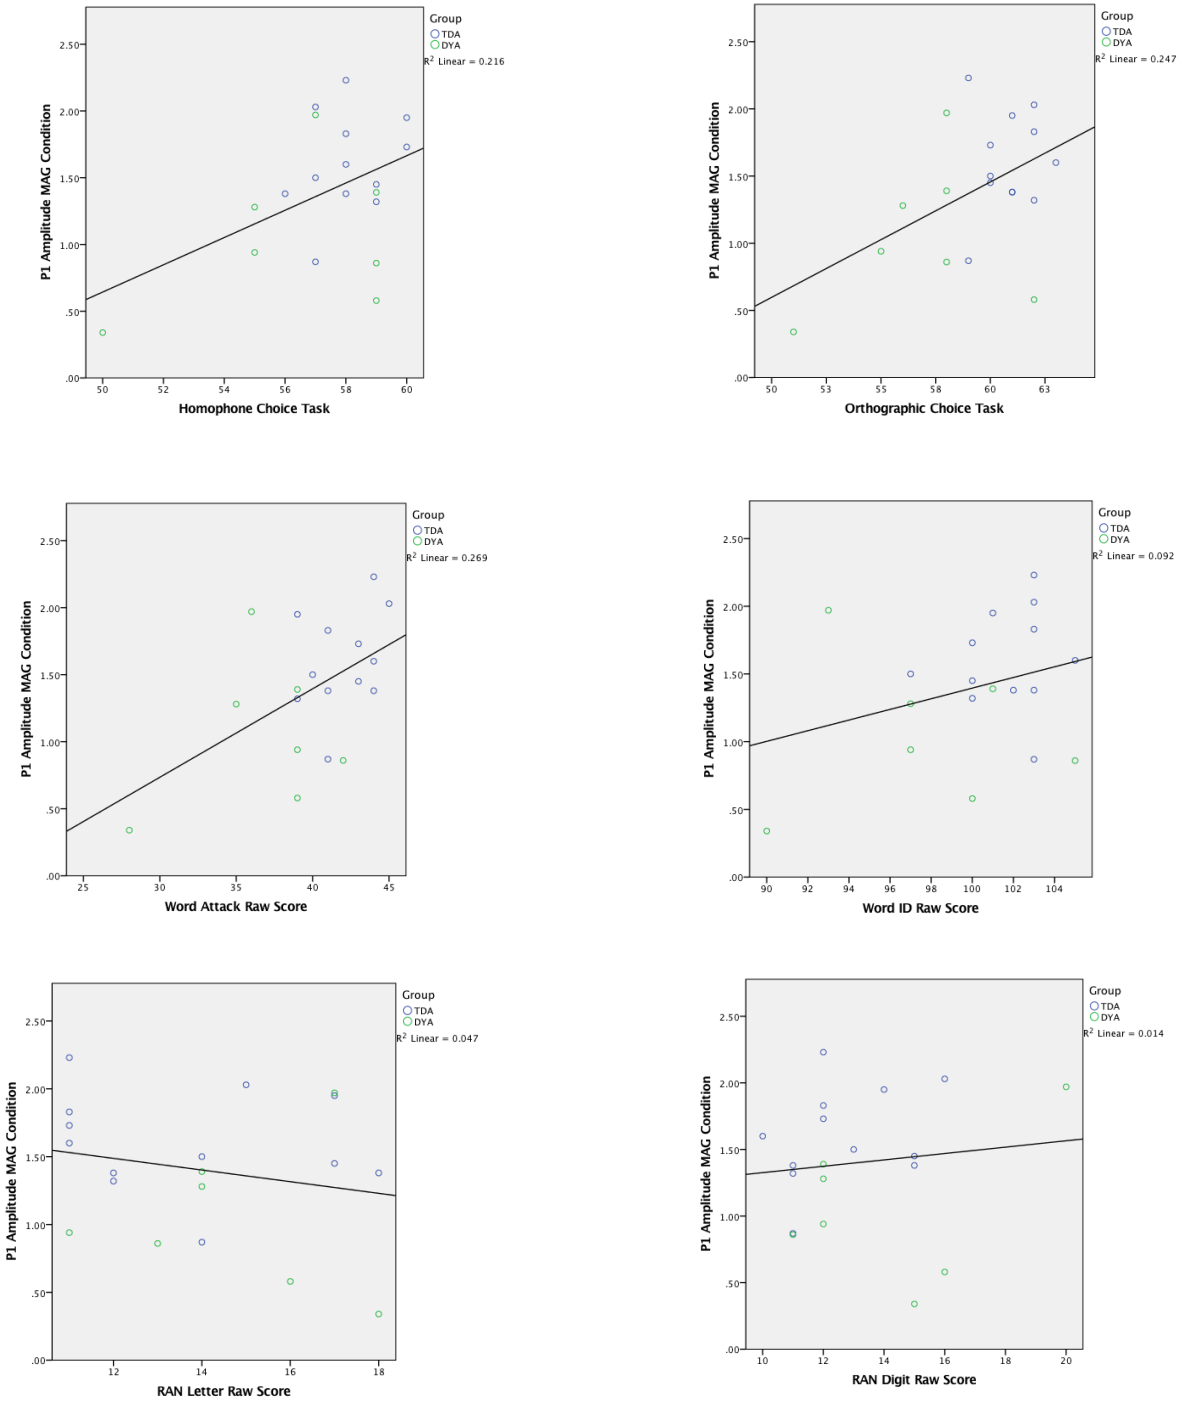 Group
TDA
DYA
R² Linear = 0.216
P1 Amplitude MAG Condition
2.50
2.00
1.50
1.00
.50
.00
50 52 54 56 58 60
Homophone Choice Task
Group
TDA
DYA
R² Linear = 0.247
P1 Amplitude MAG Condition
2.50
2.00
1.50
1.00
.50
.00
50 53 55 58 60 63
Orthographic Choice Task
Group
TDA
DYA
R² Linear = 0.269
P1 Amplitude MAG Condition
2.50
2.00
1.50
1.00
.50
.00
25 30 35 40 45
Word Attack Raw Score
Group
TDA
DYA
R² Linear = 0.092
P1 Amplitude MAG Condition
2.50
2.00
1.50
1.00
.50
.00
90 92 94 96 98 100 102 104
Word ID Raw Score
Group
TDA
DYA
R² Linear = 0.047
P1 Amplitude MAG Condition
2.50
2.00
1.50
1.00
.50
.00
12 14 16 18
RAN Letter Raw Score
Group
TDA
DYA
R² Linear = 0.014
P1 Amplitude MAG Condition
2.50
2.00
1.50
1.00
.50
.00
10 12 14 16 18 20
RAN Digit Raw Score